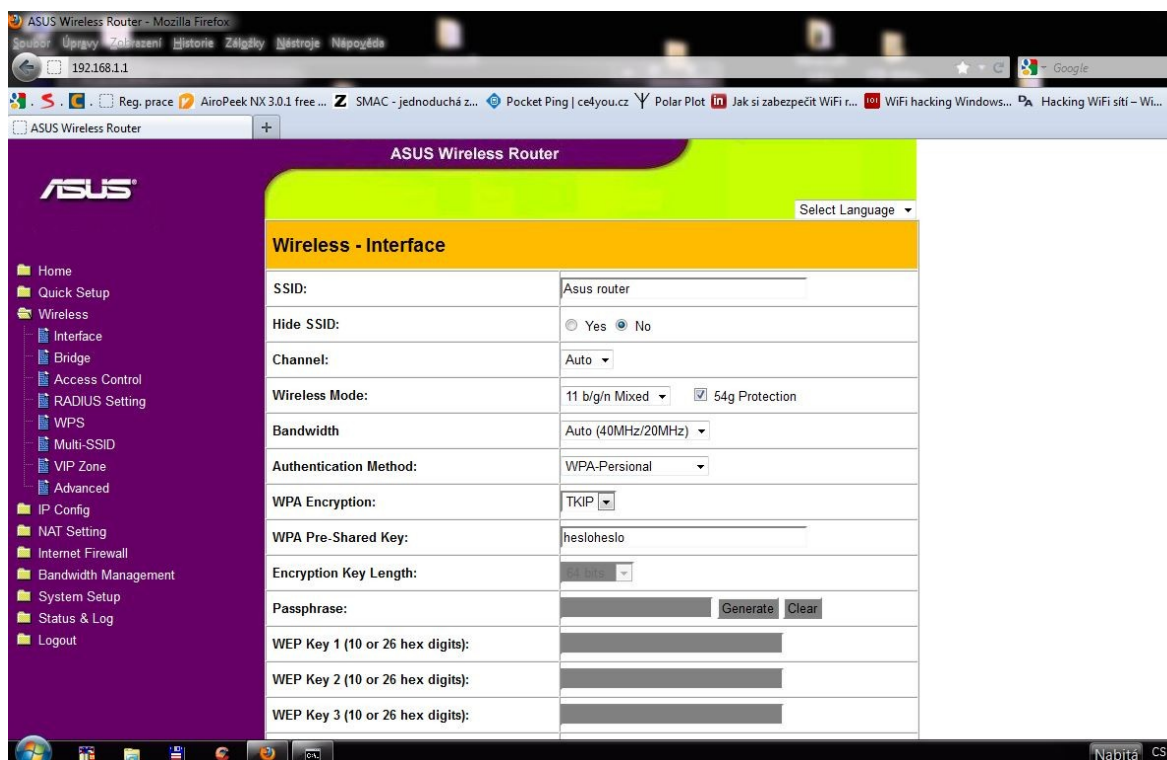 ASUS Wireless Router - Mozilla Firefox
Soubor Úpravy Zobrazení Historie Záložky Nástroje Nápověda
192.168.1.1
Google
Reg. prace AiroPeek NX 3.0.1 free ... SMAC - jednoduchá z... Pocket Ping | ce4you.cz Polar Plot Jak si zabezpečit WiFi r... WiFi hacking Windows... Hacking WiFi sítí – Wi...
ASUS Wireless Router +
ASUS Wireless Router
ASUS
Select Language
Wireless - Interface
Home
Quick Setup
Wireless
Interface
Bridge
Access Control
RADIUS Setting
WPS
Multi-SSID
VIP Zone
Advanced
IP Config
NAT Setting
Internet Firewall
Bandwidth Management
System Setup
Status & Log
Logout
SSID: Asus router
Hide SSID: Yes No
Channel: Auto
Wireless Mode: 11 b/g/n Mixed 54g Protection
Bandwidth Auto (40MHz/20MHz)
Authentication Method: WPA-Persional
WPA Encryption: TKIP
WPA Pre-Shared Key: hesloheslo
Encryption Key Length: 64 bits
Passphrase: Generate Clear
WEP Key 1 (10 or 26 hex digits):
WEP Key 2 (10 or 26 hex digits):
WEP Key 3 (10 or 26 hex digits):
Nabitá CS